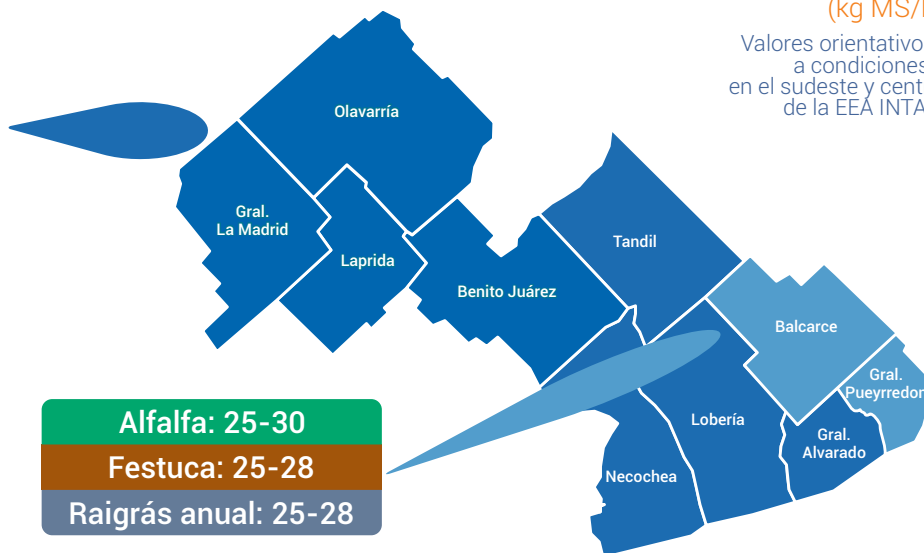 (kg MS/
Valores orientativo
a condiciones
en el sudeste y cent
de la EEA INTA
Olavarría
Gral.
La Madrid
Laprida
Tandil
Benito Juárez
Balcarce
Gral.
Pueyrredon
Lobería
Gral.
Alvarado
Necochea
Alfalfa: 25-30
Festuca: 25-28
Raigrás anual: 25-28